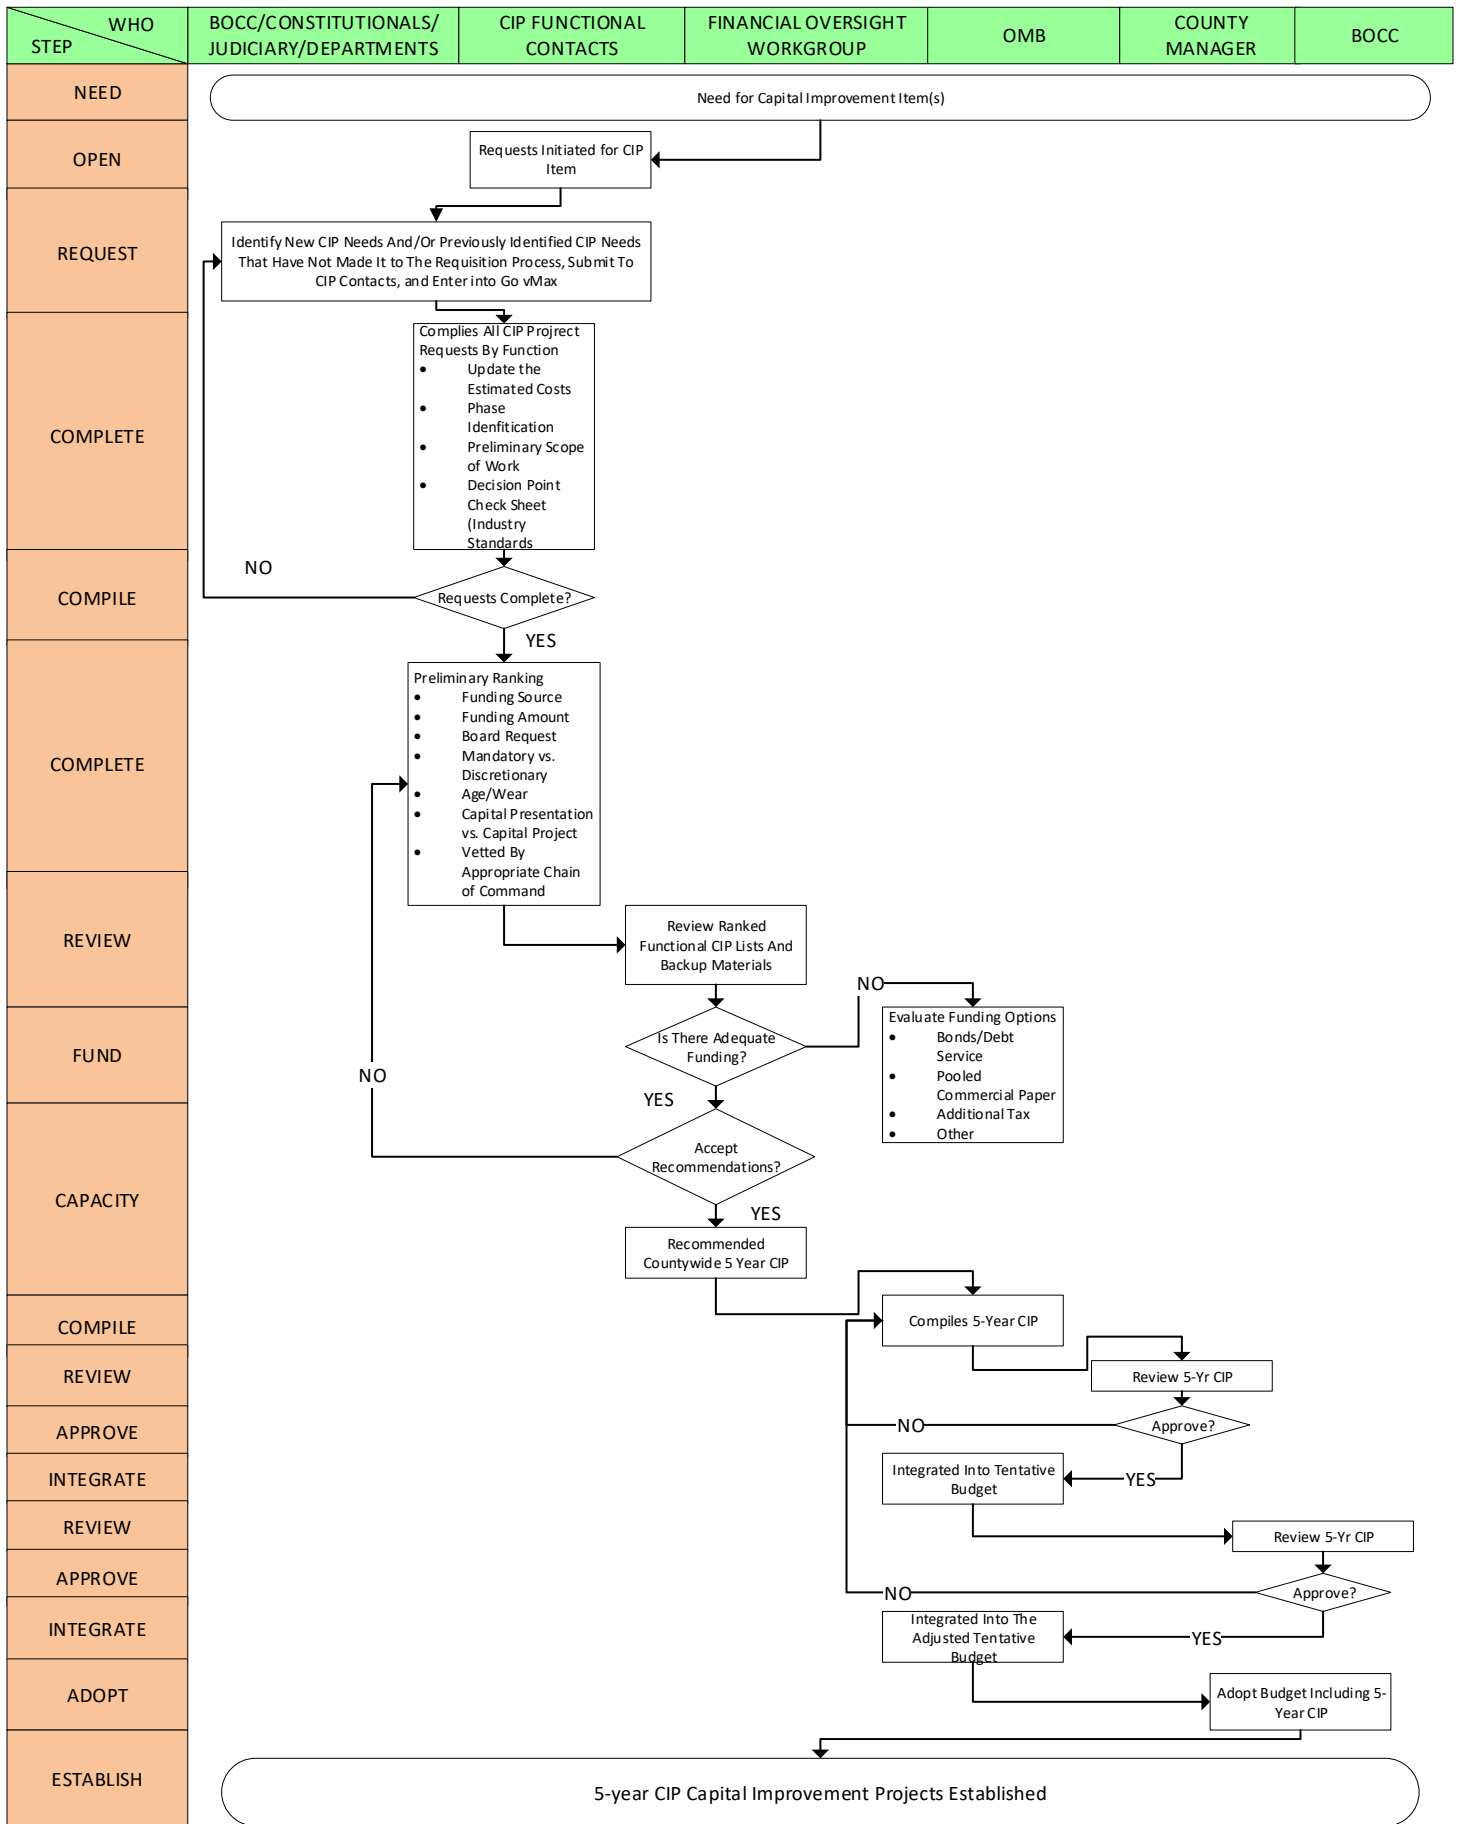 WHO
STEP
BOCC/CONSTITUTIONALS/
JUDICIARY/DEPARTMENTS
CIP FUNCTIONAL
CONTACTS
FINANCIAL OVERSIGHT
WORKGROUP
OMB
COUNTY
MANAGER
BOCC
NEED
Need for Capital Improvement Item(s)
OPEN
Requests Initiated for CIP
Item
REQUEST
Identify New CIP Needs And/Or Previously Identified CIP Needs
That Have Not Made It to The Requisition Process, Submit To
CIP Contacts, and Enter into Go vMax
COMPLETE
Complies All CIP Projrect
Requests By Function
• Update the
Estimated Costs
• Phase
Idenfitication
• Preliminary Scope
of Work
• Decision Point
Check Sheet
(Industry
Standards
COMPILE
NO
Requests Complete?
YES
COMPLETE
Preliminary Ranking
• Funding Source
• Funding Amount
• Board Request
• Mandatory vs.
Discretionary
• Age/Wear
• Capital Presentation
vs. Capital Project
• Vetted By
Appropriate Chain
of Command
REVIEW
Review Ranked
Functional CIP Lists And
Backup Materials
NO
FUND
Is There Adequate
Funding?
Evaluate Funding Options
• Bonds/Debt
Service
• Pooled
Commercial Paper
• Additional Tax
• Other
NO
YES
CAPACITY
Accept
Recommendations?
YES
Recommended
Countywide 5 Year CIP
COMPILE
Compiles 5-Year CIP
REVIEW
Review 5-Yr CIP
APPROVE
NO
Approve?
INTEGRATE
Integrated Into Tentative
Budget
YES
REVIEW
Review 5-Yr CIP
APPROVE
NO
Approve?
INTEGRATE
Integrated Into The
Adjusted Tentative
Budget
YES
ADOPT
Adopt Budget Including 5-
Year CIP
ESTABLISH
5-year CIP Capital Improvement Projects Established